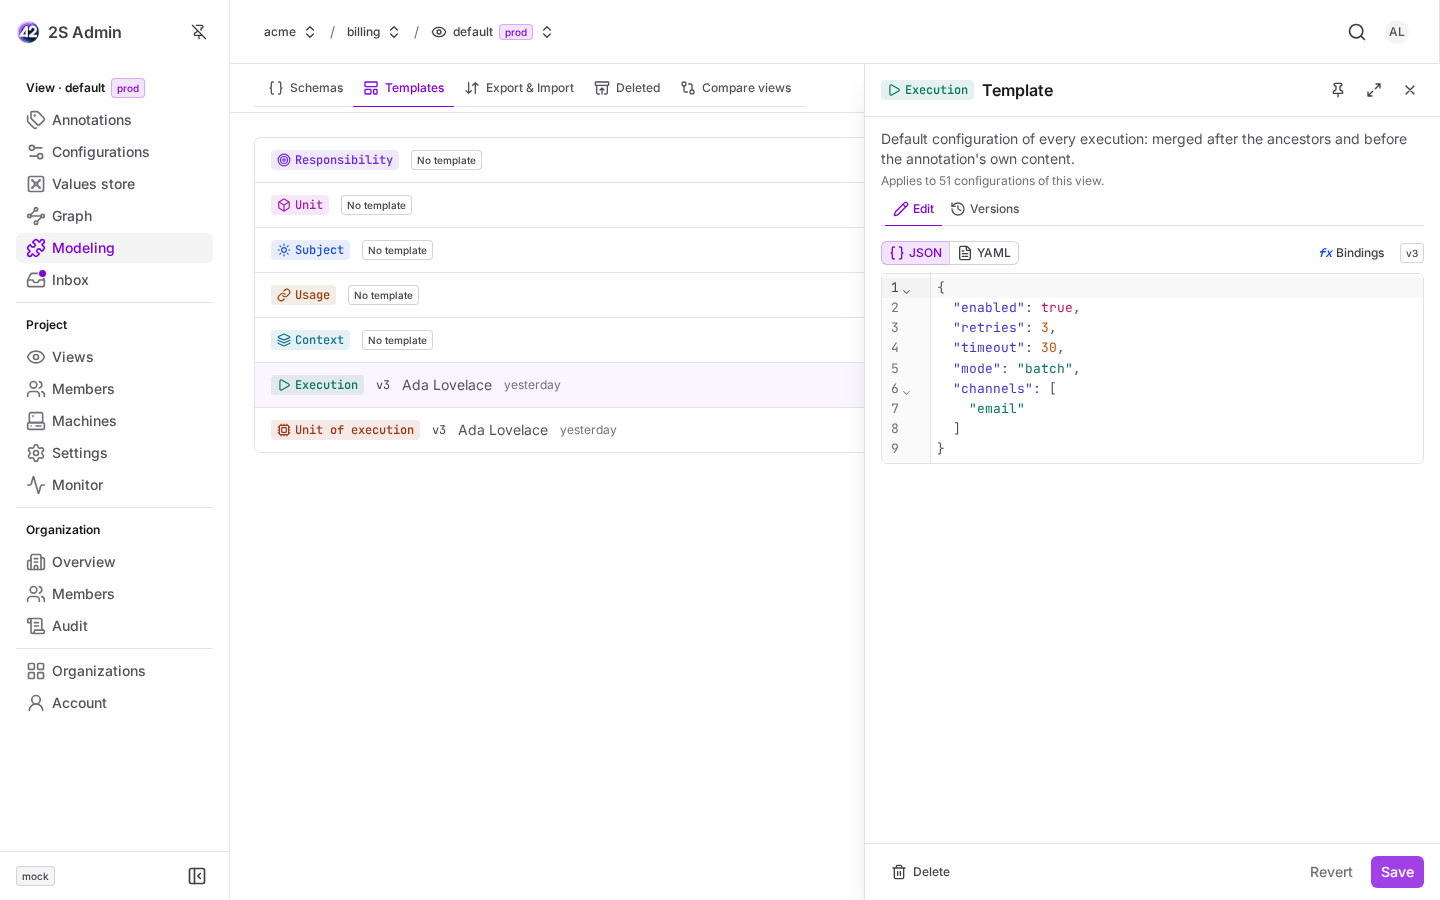 42 2S Admin
View · default prod
Annotations
Configurations
Values store
Graph
Modeling
Inbox
Project
Views
Members
Machines
Settings
Monitor
Organization
Overview
Members
Audit
Organizations
Account
mock
acme / billing / default prod
AL
Schemas Templates Export & Import Deleted Compare views
Responsibility No template
Unit No template
Subject No template
Usage No template
Context No template
Execution v3 Ada Lovelace yesterday
Unit of execution v3 Ada Lovelace yesterday
Execution Template
Default configuration of every execution: merged after the ancestors and before
the annotation's own content.
Applies to 51 configurations of this view.
Edit Versions
{} JSON YAML fx Bindings v3
1 {
2 "enabled": true,
3 "retries": 3,
4 "timeout": 30,
5 "mode": "batch",
6 "channels": [
7 "email"
8 ]
9 }
Delete Revert Save